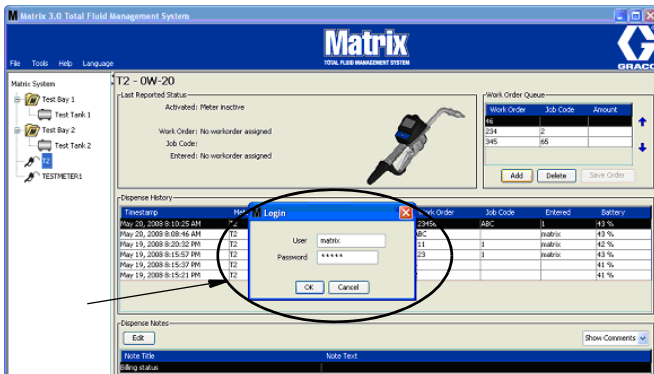 Matrix 3.0 Total Fluid Management System
Matrix
TOTAL FLUID MANAGEMENT SYSTEM
GRACO
File Tools Help Language
Matrix System
Test Bay 1
Test Tank 1
Test Bay 2
Test Tank 2
T2
TESTMETER1
T2 - 0W-20
Last Reported Status
Activated: Meter inactive
Work Order: No workorder assigned
Job Code:
Entered: No workorder assigned
Work Order Queue
Work Order Job Code Amount
46
234 2
345 65
Add Delete Save Order
Dispense History
Timestamp Work Order Job Code Entered Battery
May 20, 2008 8:10:25 AM T2 23456 ABC 1 43 %
May 20, 2008 8:08:46 AM T2 matrix 43 %
May 19, 2008 8:20:32 PM T2 11 1 matrix 42 %
May 19, 2008 8:15:57 PM T2 23 1 matrix 43 %
May 19, 2008 8:15:37 PM T2 41 %
May 19, 2008 8:15:21 PM T2 41 %
Login
User matrix
Password *****
OK Cancel
Dispense Notes
Edit Show Comments
Note Title Note Text
Billing status